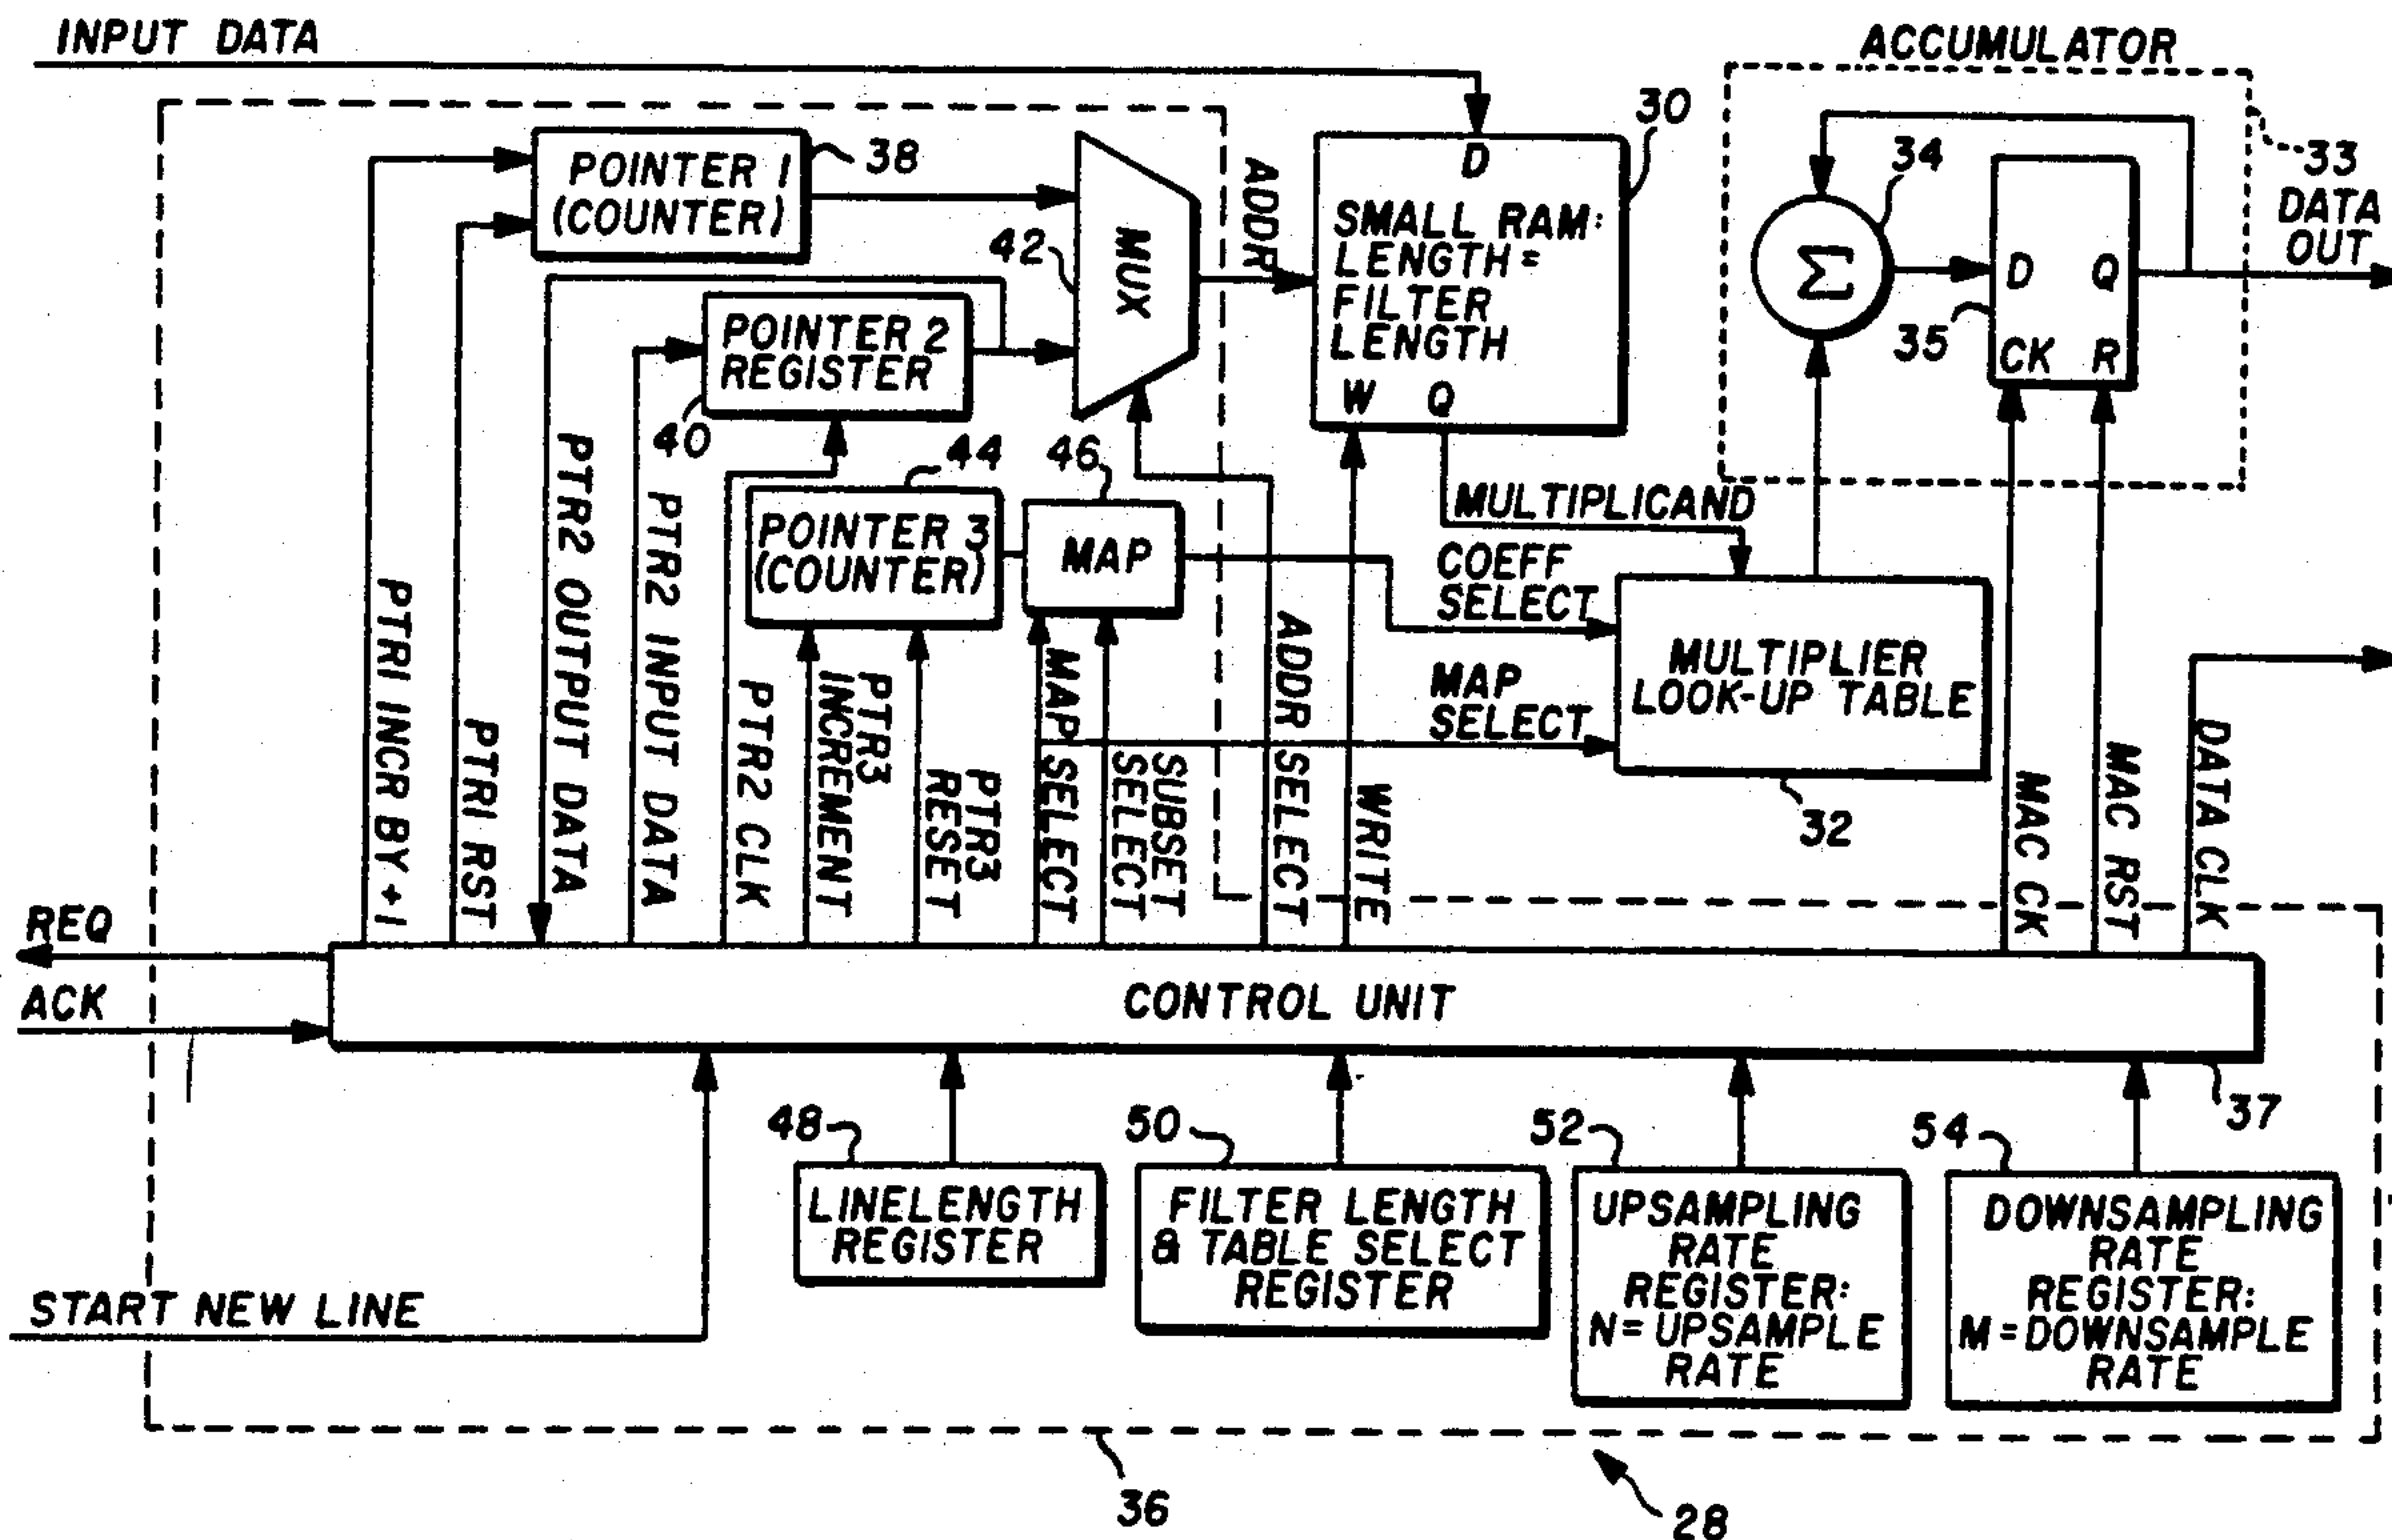 INPUT DATA
ACCUMULATOR
POINTER 1
(COUNTER)
38
MUX
42
ADDR
D
30
SMALL RAM:
LENGTH =
FILTER
LENGTH
W Q
34
Σ
D Q
CK R
35
33
DATA
OUT
POINTER 2
REGISTER
40
44
46
POINTER 3
(COUNTER)
MAP
MULTIPLICAND
COEFF
SELECT
MAP
SELECT
MULTIPLIER
LOOK-UP TABLE
32
PTR1 INCR BY +1
PTR1 RST
PTR2 OUTPUT DATA
PTR2 INPUT DATA
PTR2 CLK
PTR3
INCREMENT
PTR3
RESET
MAP SELECT
SUBSET
SELECT
ADDR SELECT
WRITE
MAC CK
MAC RST
DATA CLK
REQ
ACK
CONTROL UNIT
37
48
LINELENGTH
REGISTER
50
FILTER LENGTH
& TABLE SELECT
REGISTER
52
UPSAMPLING
RATE
REGISTER:
N = UPSAMPLE
RATE
54
DOWNSAMPLING
RATE
REGISTER:
M = DOWNSAMPLE
RATE
START NEW LINE
36
28